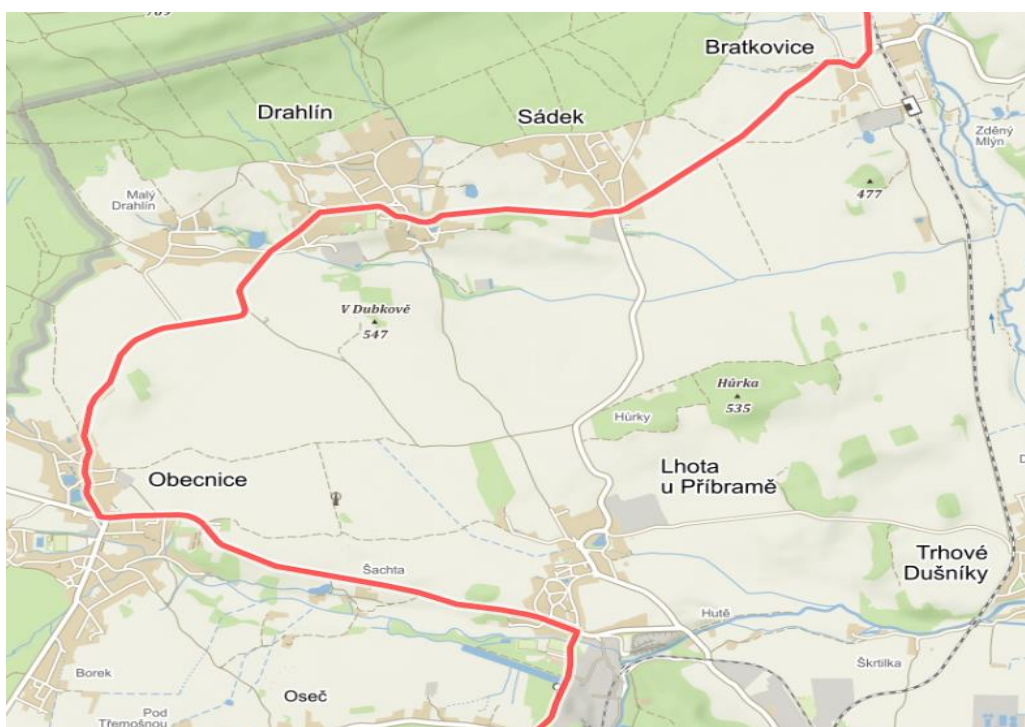 Bratkovice
Drahlín
Sádek
Zděný
Mlýn
Malý
Drahlín
477
V Dubkově
547
Hůrka
535
Hůrky
Lhota
u Příbramě
Obecnice
Trhové
Dušníky
Šachta
Hutě
Škrtilka
Borek
Oseč
Pod
Třemošnou